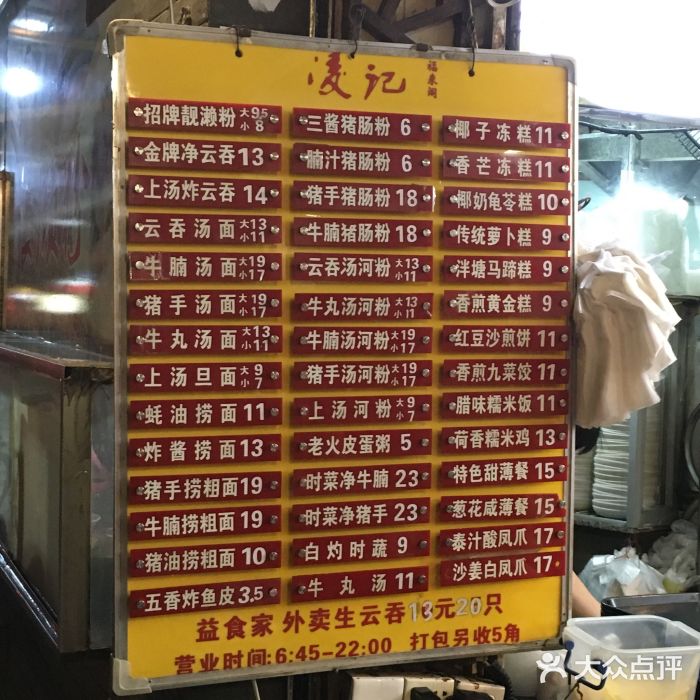 凌记
福泉阁
招牌靓濑粉 大9.5 小8
金牌净云吞 13
上汤炸云吞 14
云吞汤面 大13 小11
牛腩汤面 大19 小17
猪手汤面 大19 小17
牛丸汤面 大13 小11
上汤旦面 大9 小7
蚝油捞面 11
炸酱捞面 13
猪手捞粗面 19
牛腩捞粗面 19
猪油捞粗面 10
五香炸鱼皮 3.5
三酱猪肠粉 6
腩汁猪肠粉 6
猪手猪肠粉 18
牛腩猪肠粉 18
云吞汤河粉 大13 小11
牛丸汤河粉 大13 小11
牛腩汤河粉 大19 小17
猪手汤河粉 大19 小17
上汤河粉 大9 小7
老火皮蛋粥 5
时菜净牛腩 23
时菜净猪手 23
白灼时蔬 9
牛丸汤 11
椰子冻糕 11
香芒冻糕 11
椰奶龟苓糕 10
传统萝卜糕 9
泮塘马蹄糕 9
香煎黄金糕 9
红豆沙煎饼 11
香煎九菜饺 11
腊味糯米饭 11
荷香糯米鸡 13
特色甜薄餐 15
葱花咸薄餐 15
泰汁酸凤爪 17
沙姜白凤爪 17
益食家 外卖生云吞18元20只
营业时间:6:45-22:00 打包另收5角
大众点评